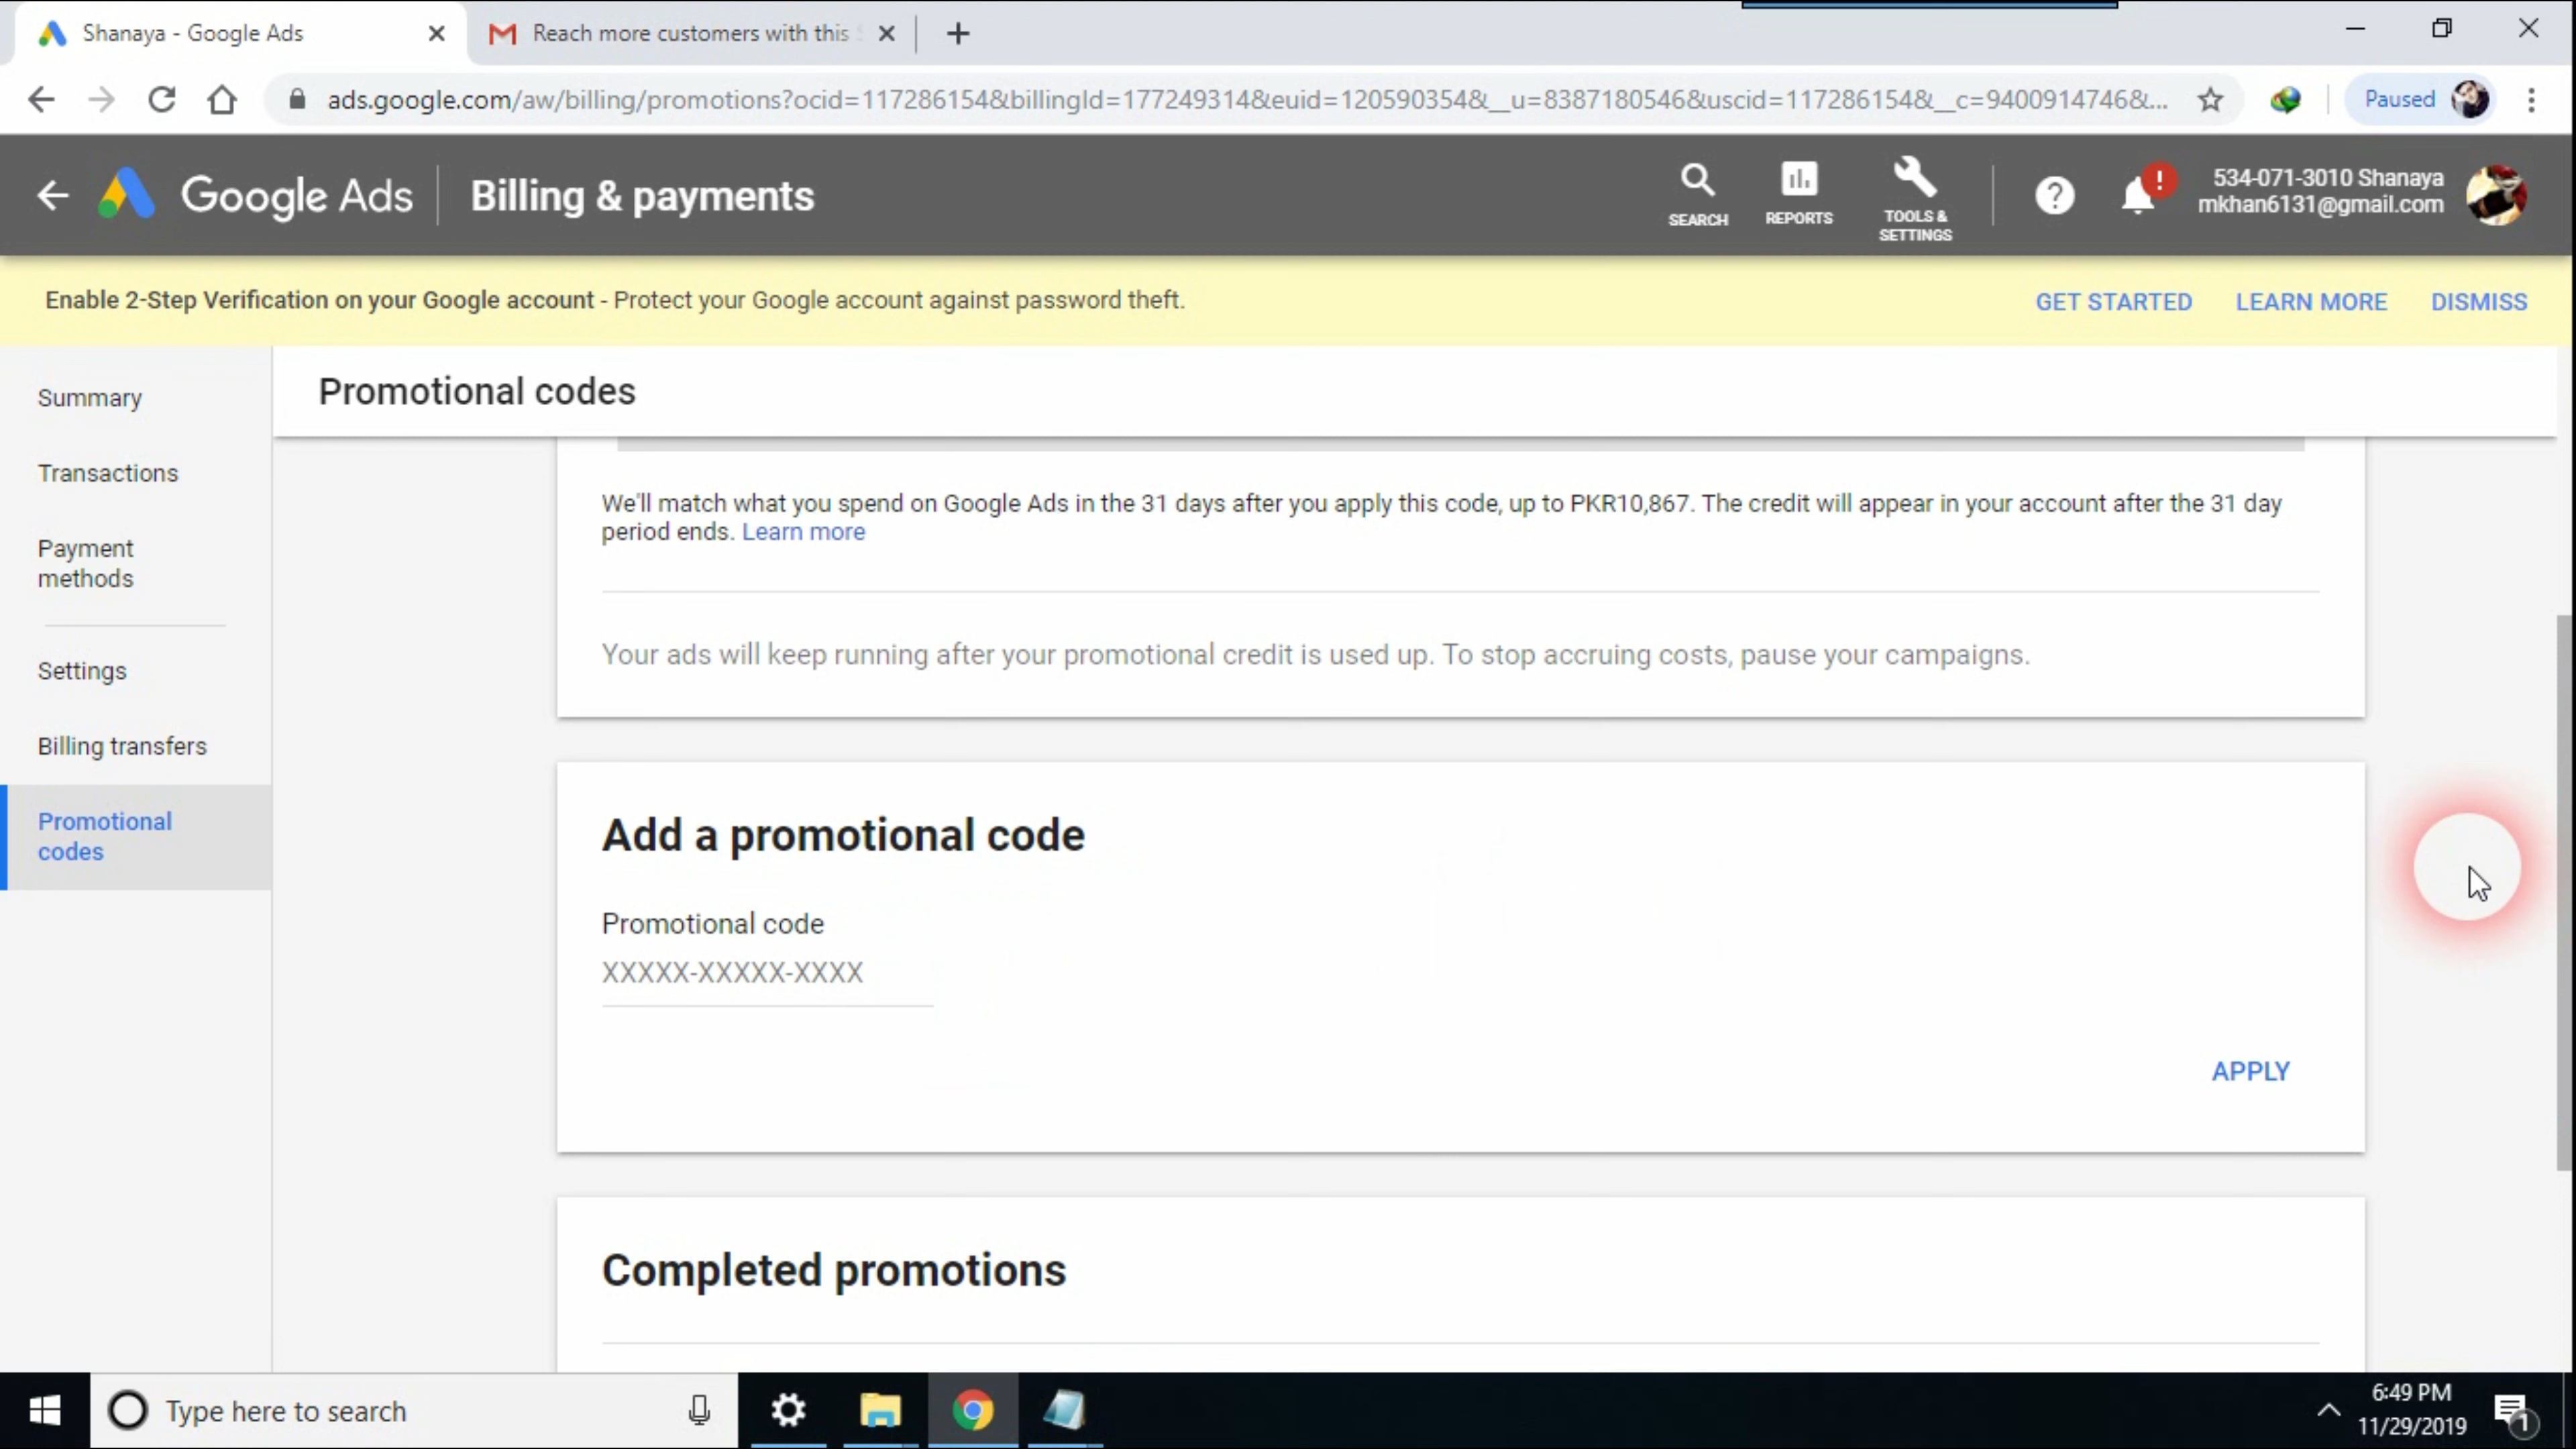 Shanaya - Google Ads
Reach more customers with this
ads.google.com/aw/billing/promotions?ocid=117286154&billingId=177249314&euid=120590354&__u=8387180546&uscid=117286154&__c=9400914746&...
Paused
Google Ads
Billing & payments
SEARCH
REPORTS
TOOLS &
SETTINGS
?
!
534-071-3010 Shanaya
mkhan6131@gmail.com
Enable 2-Step Verification on your Google account - Protect your Google account against password theft.
GET STARTED
LEARN MORE
DISMISS
Summary
Transactions
Payment
methods
Settings
Billing transfers
Promotional
codes
Promotional codes
We'll match what you spend on Google Ads in the 31 days after you apply this code, up to PKR10,867. The credit will appear in your account after the 31 day
period ends. Learn more
Your ads will keep running after your promotional credit is used up. To stop accruing costs, pause your campaigns.
Add a promotional code
Promotional code
XXXXX-XXXXX-XXXX
APPLY
Completed promotions
Type here to search
6:49 PM
11/29/2019
1